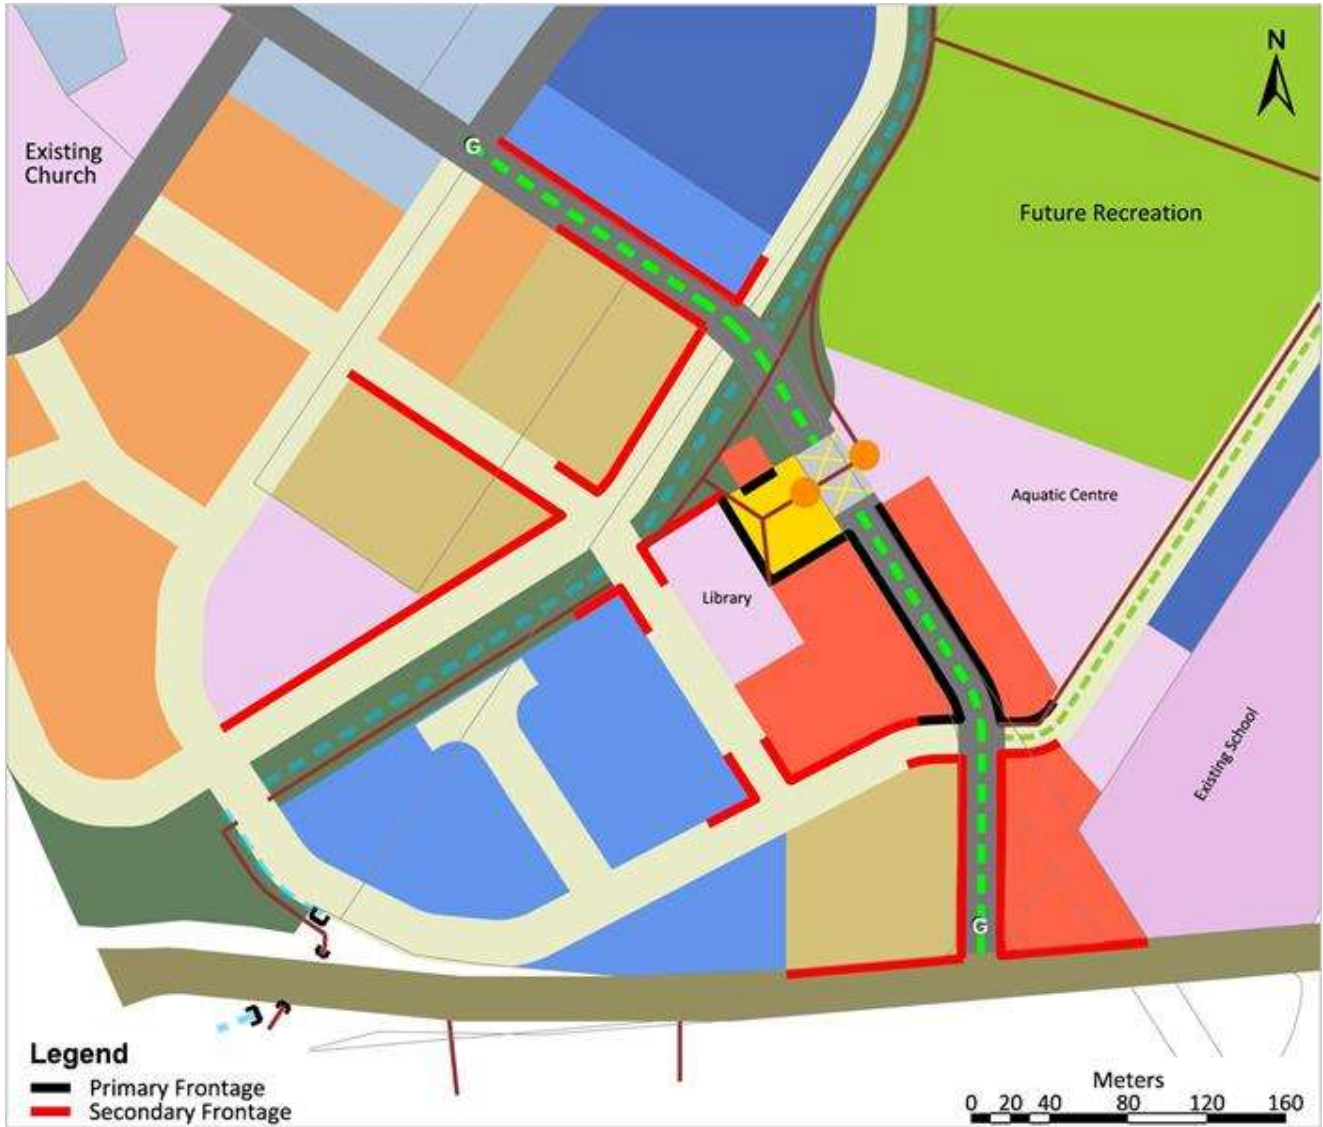 N
Existing
Church
G
Future Recreation
Aquatic Centre
Library
Existing School
G
Legend
Primary Frontage
Secondary Frontage
Meters
0 20 40 80 120 160